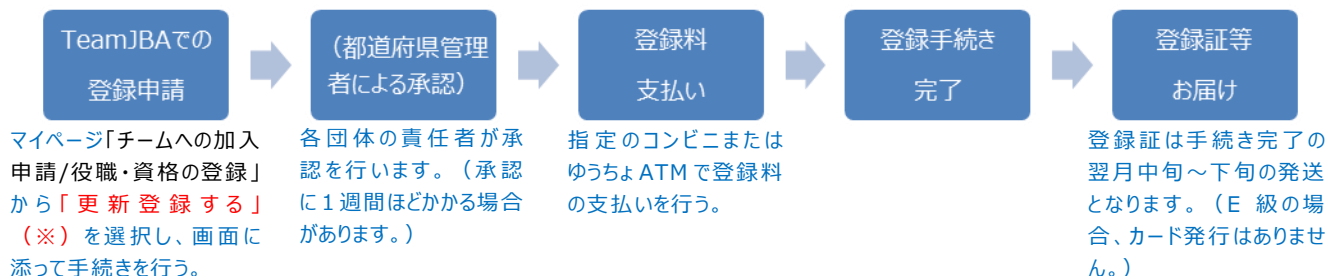 TeamJBAでの
登録申請
（都道府県管理
者による承認）
登録料
支払い
登録手続き
完了
登録証等
お届け
マイページ「チームへの加入
申請/役職・資格の登録」
から「更新登録する」
（※）を選択し、画面に
添って手続きを行う。
各団体の責任者が承
認を行います。（承認
に１週間ほどかかる場合
があります。）
指定のコンビニまたは
ゆうちょATMで登録料
の支払いを行う。
登録証は手続き完了の
翌月中旬～下旬の発送
となります。（E 級の場
合、カード発行はありませ
ん。）